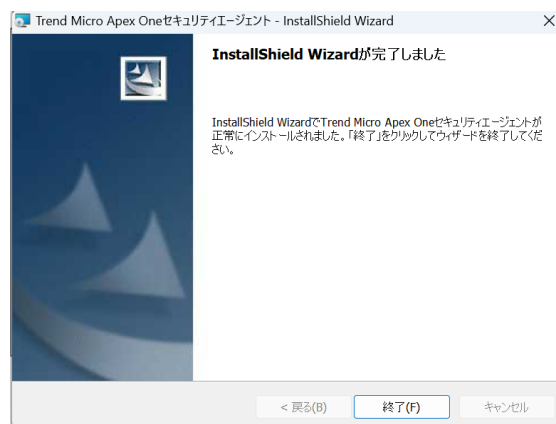 Trend Micro Apex Oneセキュリティエージェント - InstallShield Wizard
InstallShield Wizardが完了しました
InstallShield WizardでTrend Micro Apex Oneセキュリティエージェントが
正常にインストールされました。「終了」をクリックしてウィザードを終了してくだ
さい。
< 戻る(B)
終了(F)
キャンセル